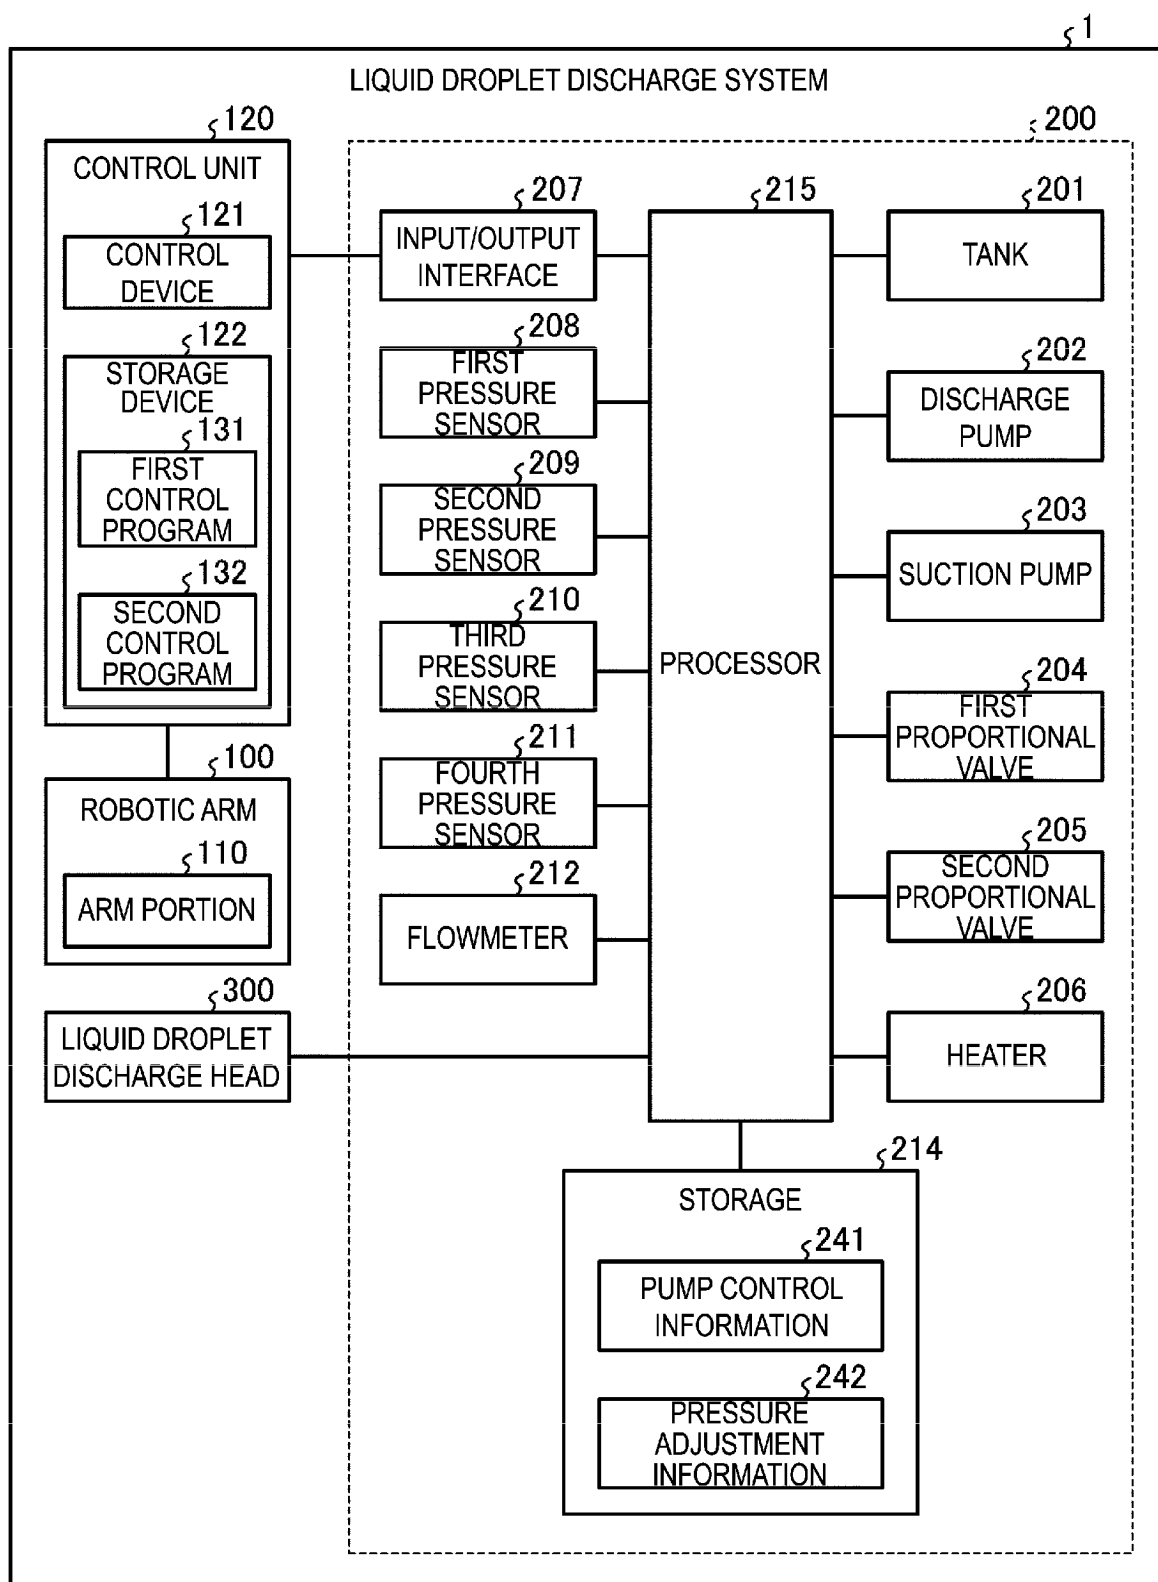 1
LIQUID DROPLET DISCHARGE SYSTEM
120
CONTROL UNIT
121
CONTROL
DEVICE
122
STORAGE
DEVICE
131
FIRST
CONTROL
PROGRAM
132
SECOND
CONTROL
PROGRAM
100
ROBOTIC ARM
110
ARM PORTION
300
LIQUID DROPLET
DISCHARGE HEAD
200
207
INPUT/OUTPUT
INTERFACE
208
FIRST
PRESSURE
SENSOR
209
SECOND
PRESSURE
SENSOR
210
THIRD
PRESSURE
SENSOR
211
FOURTH
PRESSURE
SENSOR
212
FLOWMETER
215
PROCESSOR
201
TANK
202
DISCHARGE
PUMP
203
SUCTION PUMP
204
FIRST
PROPORTIONAL
VALVE
205
SECOND
PROPORTIONAL
VALVE
206
HEATER
214
STORAGE
241
PUMP CONTROL
INFORMATION
242
PRESSURE
ADJUSTMENT
INFORMATION